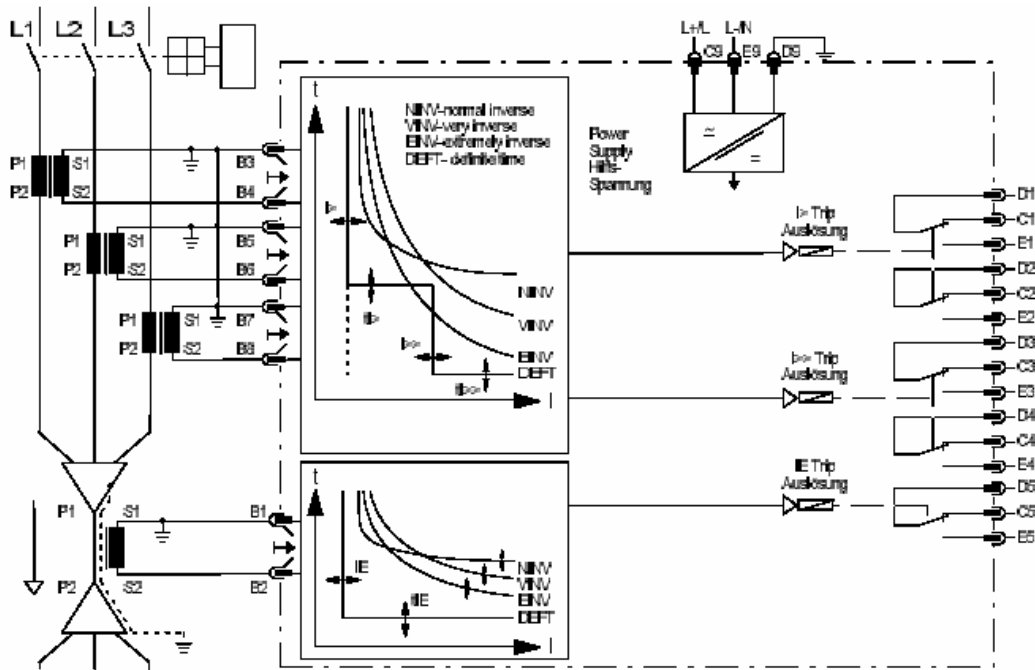 L1 L2 L3
L+/L L-/N
C9 E9 D9
t
NINV-normal inverse
VINV-very inverse
EINV-extremely inverse
DEFT- definite time
Power
Supply
Hilfs-
Spannung
~
=
P1 S1
P2 S2
P1 S1
P2 S2
P1 S1
P2 S2
B3
B4
B5
B6
B7
B8
I>
tI>
I>>
tI>>
NINV
VINV
EINV
DEFT
I
I> Trip
Auslösung
I>> Trip
Auslösung
IE Trip
Auslösung
D1
C1
E1
D2
C2
E2
D3
C3
E3
D4
C4
E4
D5
C5
E5
P1 S1
P2 S2
B1
B2
t
IE
tIE
NINV
VINV
EINV
DEFT
I